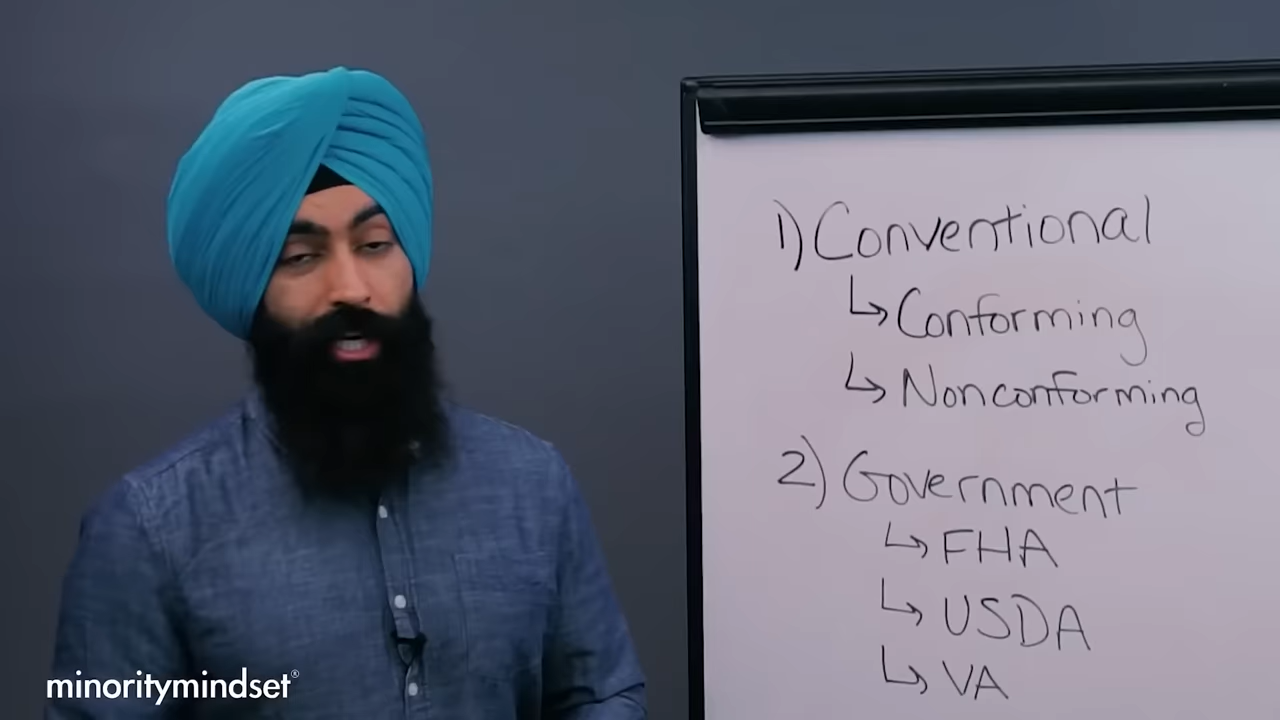 1) Conventional
↳ Conforming
↳ Nonconforming
2) Government
↳ FHA
↳ USDA
↳ VA
minoritymindset®